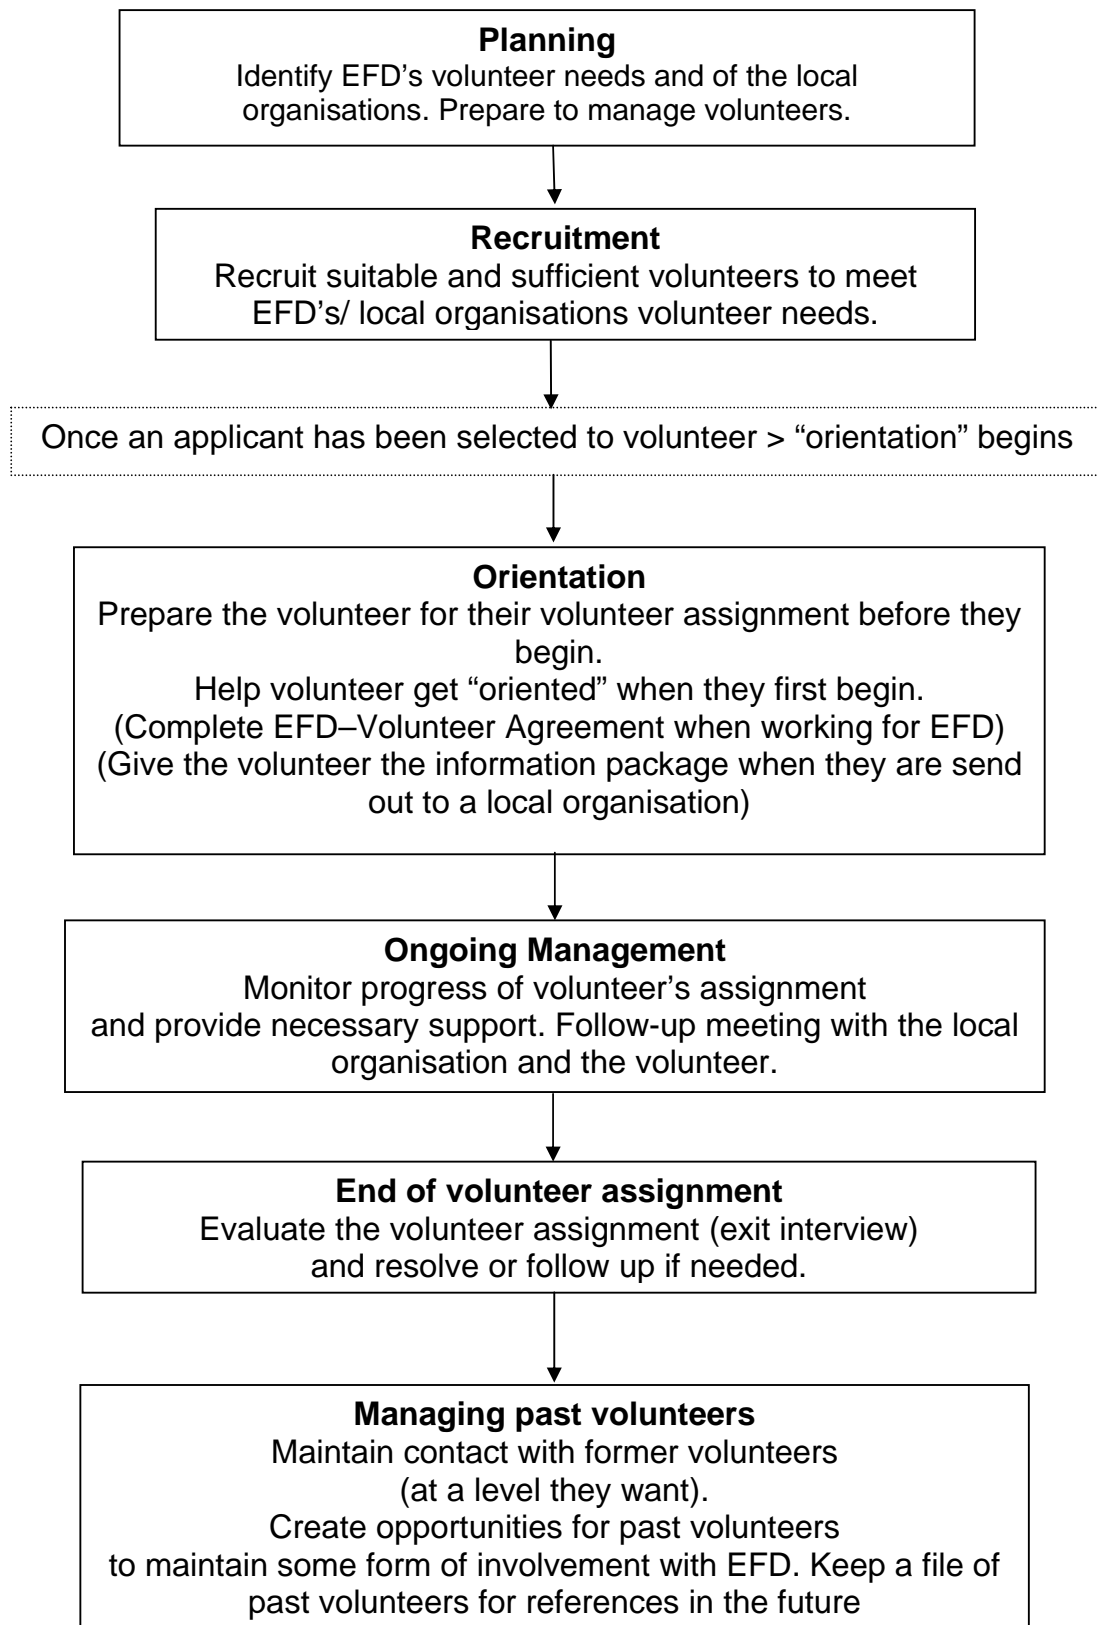 Planning
Identify EFD’s volunteer needs and of the local
organisations. Prepare to manage volunteers.
Recruitment
Recruit suitable and sufficient volunteers to meet
EFD’s/ local organisations volunteer needs.
Once an applicant has been selected to volunteer > “orientation” begins
Orientation
Prepare the volunteer for their volunteer assignment before they
begin.
Help volunteer get “oriented” when they first begin.
(Complete EFD–Volunteer Agreement when working for EFD)
(Give the volunteer the information package when they are send
out to a local organisation)
Ongoing Management
Monitor progress of volunteer’s assignment
and provide necessary support. Follow-up meeting with the local
organisation and the volunteer.
End of volunteer assignment
Evaluate the volunteer assignment (exit interview)
and resolve or follow up if needed.
Managing past volunteers
Maintain contact with former volunteers
(at a level they want).
Create opportunities for past volunteers
to maintain some form of involvement with EFD. Keep a file of
past volunteers for references in the future